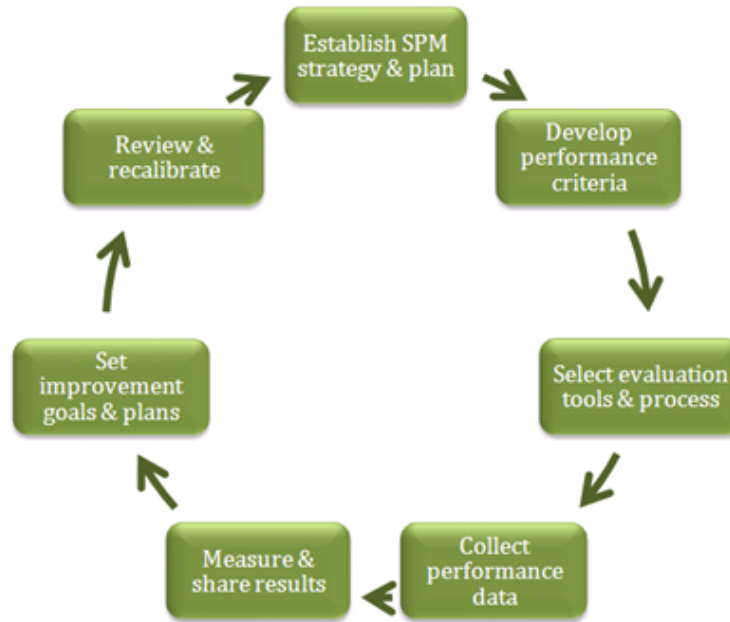 Establish SPM
strategy & plan
Develop
performance
criteria
Select evaluation
tools & process
Collect
performance
data
Measure &
share results
Set
improvement
goals & plans
Review &
recalibrate